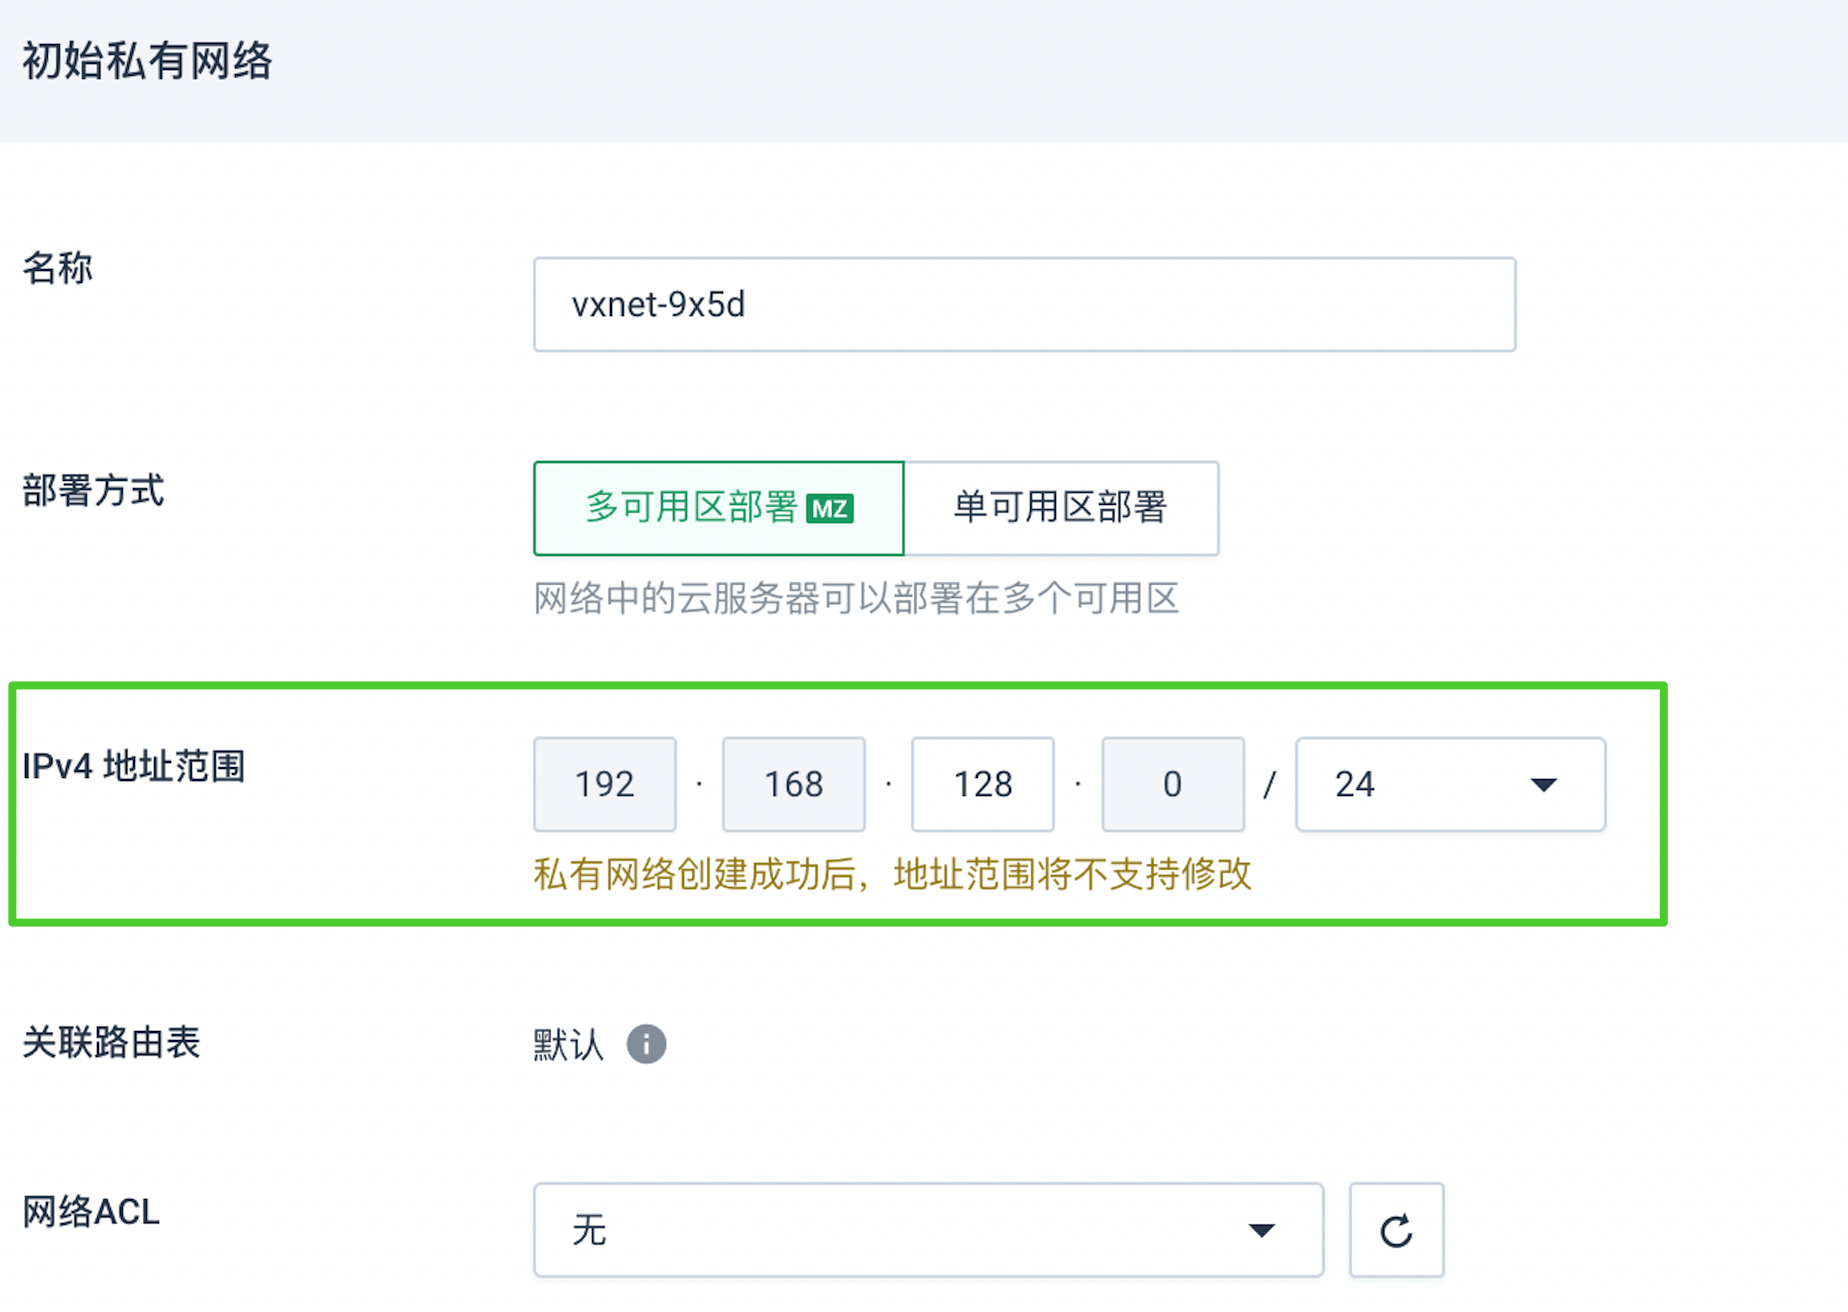 初始私有网络
名称
vxnet-9x5d
部署方式
多可用区部署 MZ 单可用区部署
网络中的云服务器可以部署在多个可用区
IPv4 地址范围
192 · 168 · 128 · 0 / 24
私有网络创建成功后，地址范围将不支持修改
关联路由表
默认
网络ACL
无